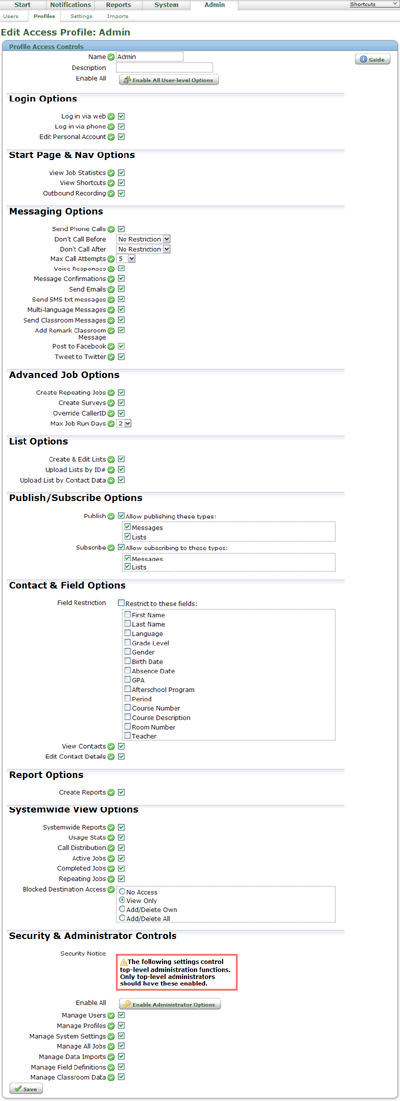 Start Notifications Reports System Admin Shortcuts
Users Profiles Settings Imports
Edit Access Profile: Admin
Profile Access Controls
Name Admin
Guide
Description
Enable All Enable All User-level Options
Login Options
Log in via web
Log in via phone
Edit Personal Account
Start Page & Nav Options
View Job Statistics
View Shortcuts
Outbound Recording
Messaging Options
Send Phone Calls
Don't Call Before No Restriction
Don't Call After No Restriction
Max Call Attempts 5
Voice Responses
Message Confirmations
Send Emails
Send SMS txt messages
Multi-language Messages
Send Classroom Messages
Add Remark Classroom
Message
Post to Facebook
Tweet to Twitter
Advanced Job Options
Create Repeating Jobs
Create Surveys
Override CallerID
Max Job Run Days 2
List Options
Create & Edit Lists
Upload Lists by ID#
Upload List by Contact Data
Publish/Subscribe Options
Publish Allow publishing these types:
Messages
Lists
Subscribe Allow subscribing to these types:
Messages
Lists
Contact & Field Options
Field Restriction Restrict to these fields:
First Name
Last Name
Language
Grade Level
Gender
Birth Date
Absence Date
GPA
Afterschool Program
Period
Course Number
Course Description
Room Number
Teacher
View Contacts
Edit Contact Details
Report Options
Create Reports
Systemwide View Options
Systemwide Reports
Usage Stats
Call Distribution
Active Jobs
Completed Jobs
Repeating Jobs
Blocked Destination Access No Access
View Only
Add/Delete Own
Add/Delete All
Security & Administrator Controls
Security Notice
The following settings control
top-level administration functions.
Only top-level administrators
should have these enabled.
Enable All Enable Administrator Options
Manage Users
Manage Profiles
Manage System Settings
Manage All Jobs
Manage Data Imports
Manage Field Definitions
Manage Classroom Data
Save